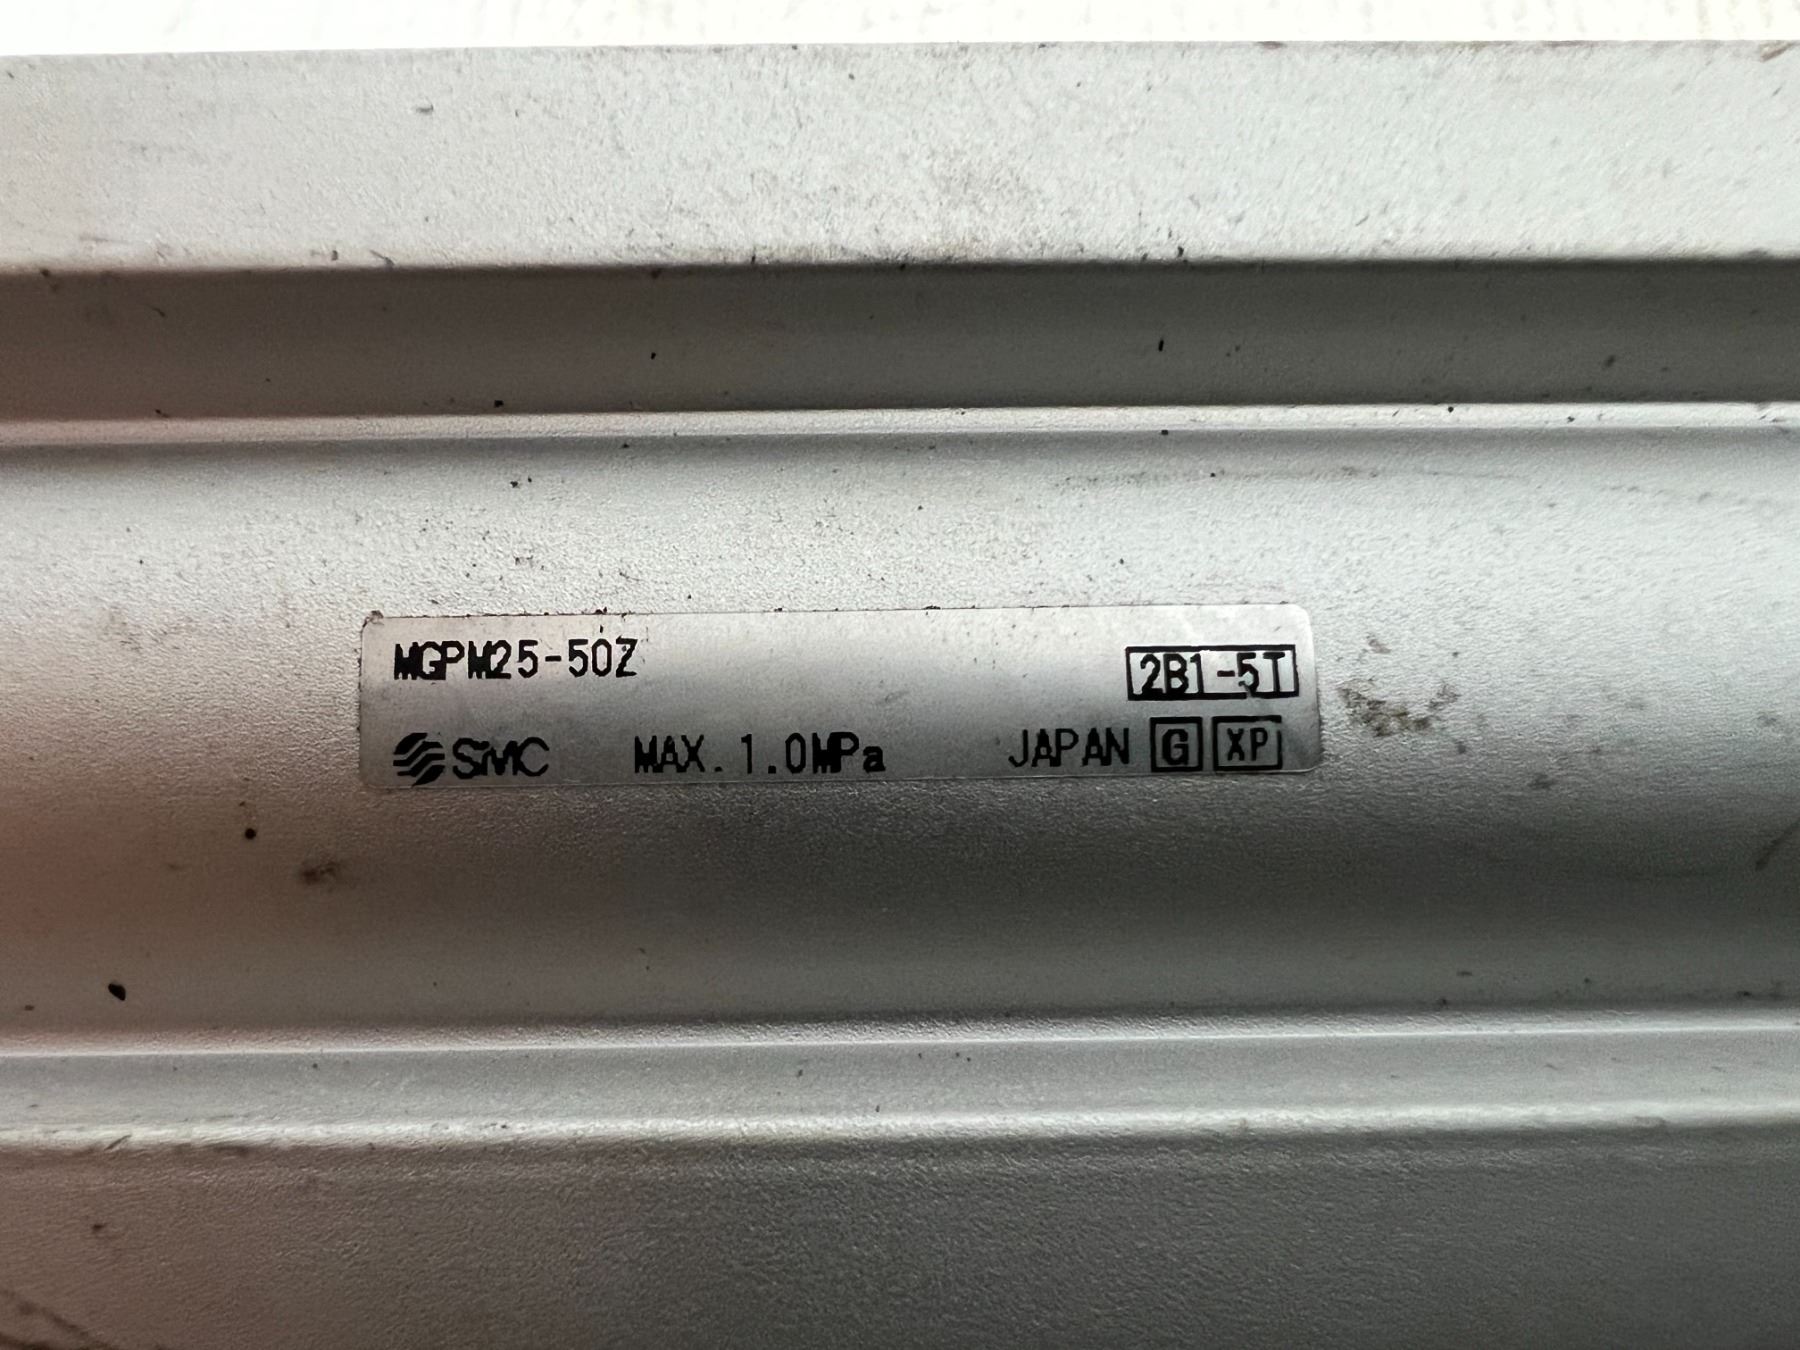 MGPM25-50Z 2B1-5T
SMC MAX. 1.0MPa JAPAN G XP